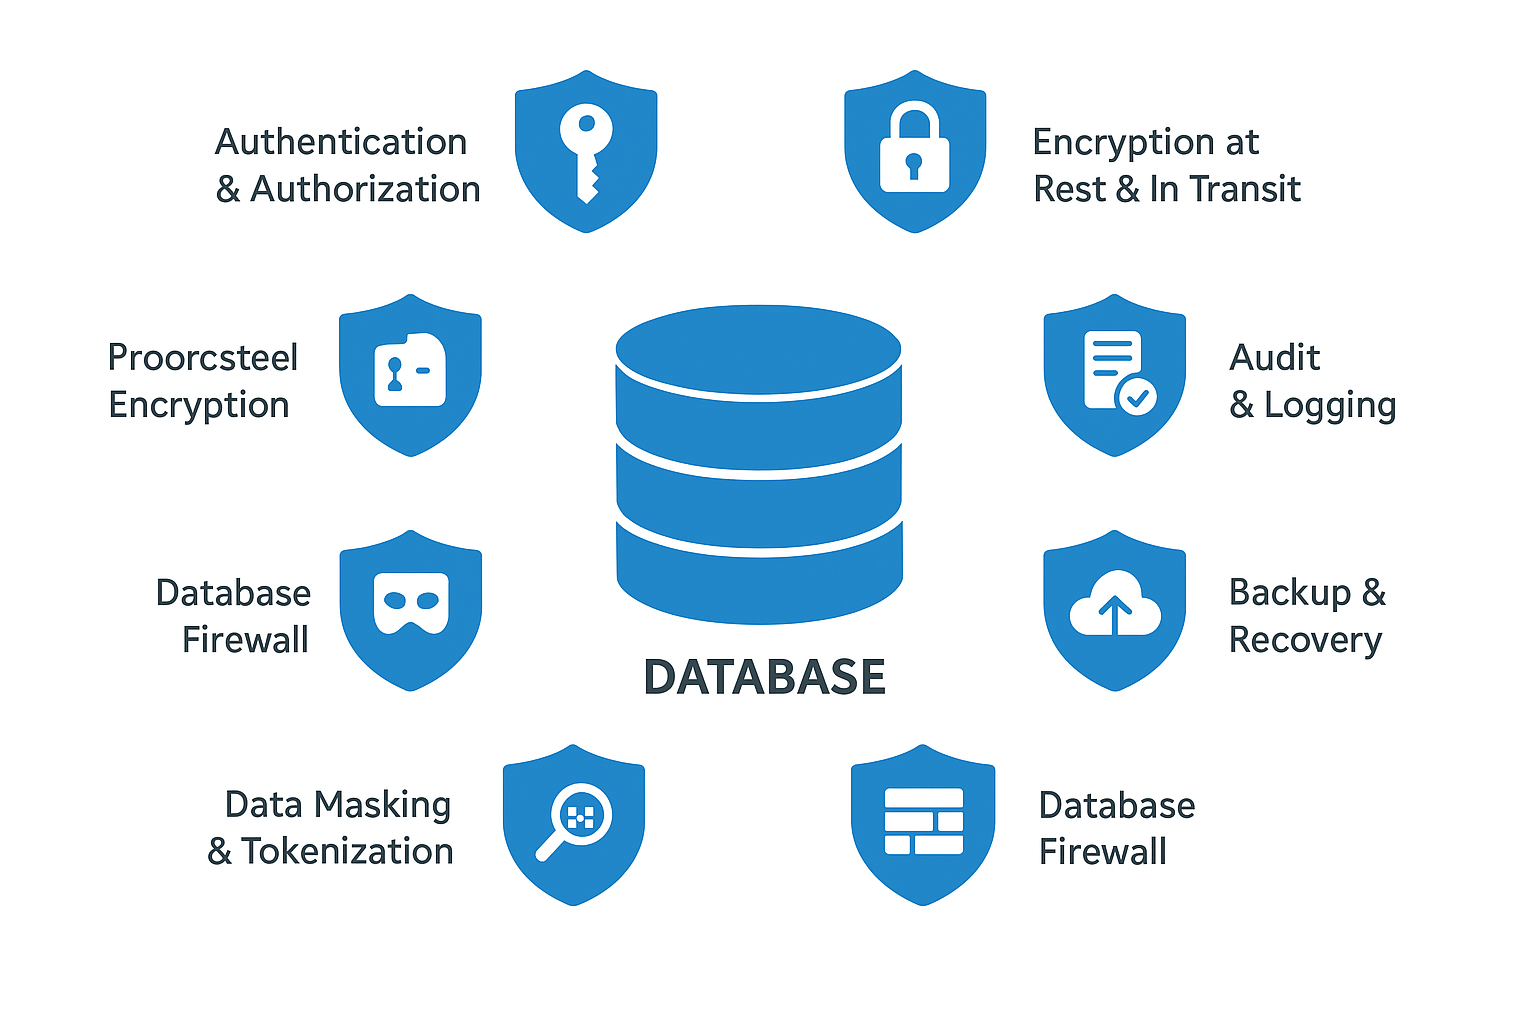 Authentication
& Authorization
Encryption at
Rest & In Transit
Proorcsteel
Encryption
Audit
& Logging
Database
Firewall
Backup &
Recovery
DATABASE
Data Masking
& Tokenization
Database
Firewall